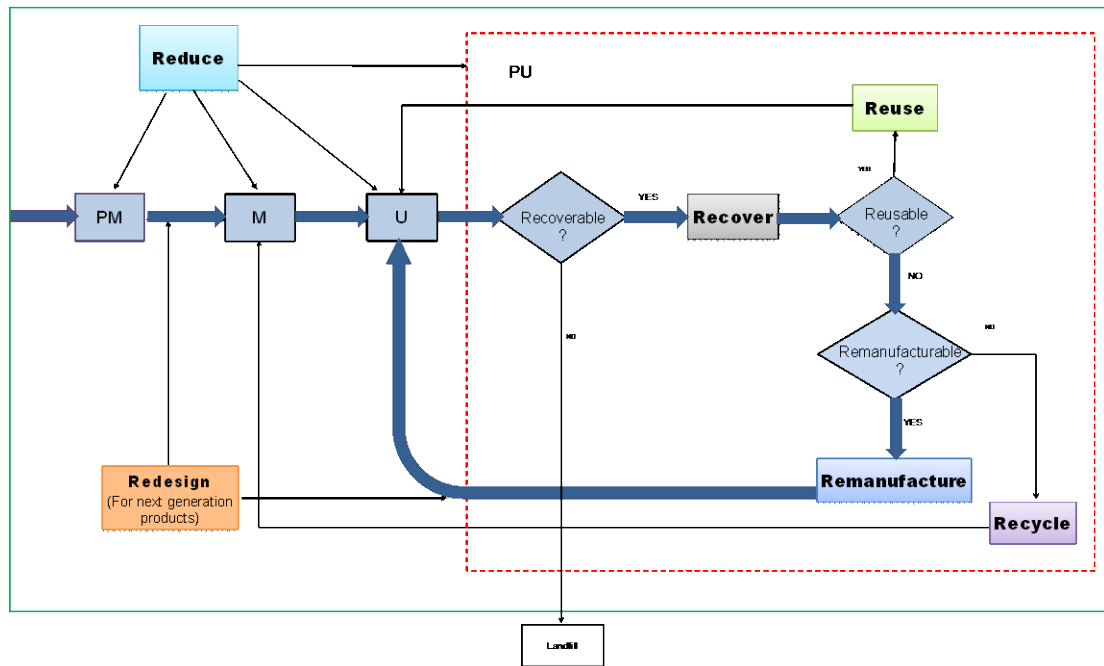 Reduce
PU
Reuse
YES
PM
M
U
Recoverable
?
YES
Recover
Reusable
?
NO
NO
Remanufacturable
?
NO
YES
Redesign
(For next generation
products)
Remanufacture
Recycle
Landfill